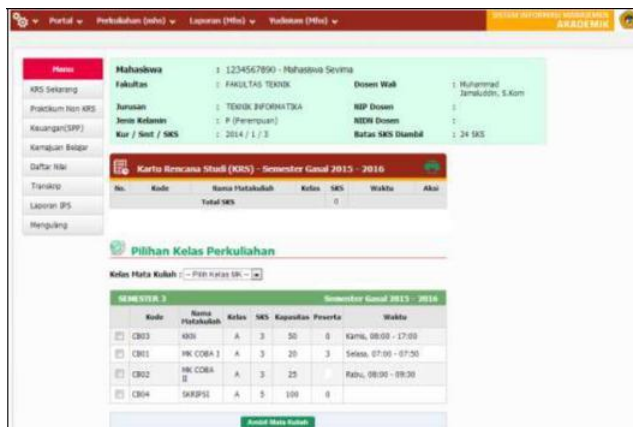 Portal Perkuliahan (mhs) Laporan (Mhs) Yudisium (Mhs)
SISTEM INFORMASI MANAJEMEN
AKADEMIK
Menu
KRS Sekarang
Praktikum Non KRS
Keuangan(SPP)
Kemajuan Belajar
Daftar Nilai
Transkrip
Laporan IPS
Mengulang
Mahasiswa : 1234567890 - Mahasiswa Sevima
Fakultas : FAKULTAS TEKNIK Dosen Wali : Muhammad Jamaluddin, S.Kom
Jurusan : TEKNIK INFORMATIKA NIP Dosen :
Jenis Kelamin : P (Perempuan) NIDN Dosen :
Kur / Smt / SKS : 2014 / 1 / 3 Batas SKS Diambil : 24 SKS
Kartu Rencana Studi (KRS) - Semester Gasal 2015 - 2016
No. Kode Nama Matakuliah Kelas SKS Waktu Aksi
Total SKS 0
Pilihan Kelas Perkuliahan
Kelas Mata Kuliah : -- Pilih Kelas MK --
SEMESTER 3 Semester Gasal 2015 - 2016
Kode Nama Matakuliah Kelas SKS Kapasitas Peserta Waktu
CB03 KKN A 3 50 0 Kamis, 08:00 - 17:00
CB01 MK COBA I A 3 20 3 Selasa, 07:00 - 07:50
CB02 MK COBA II A 3 25 Rabu, 08:00 - 09:30
CB04 SKRIPSI A 5 100 0
Ambil Mata Kuliah